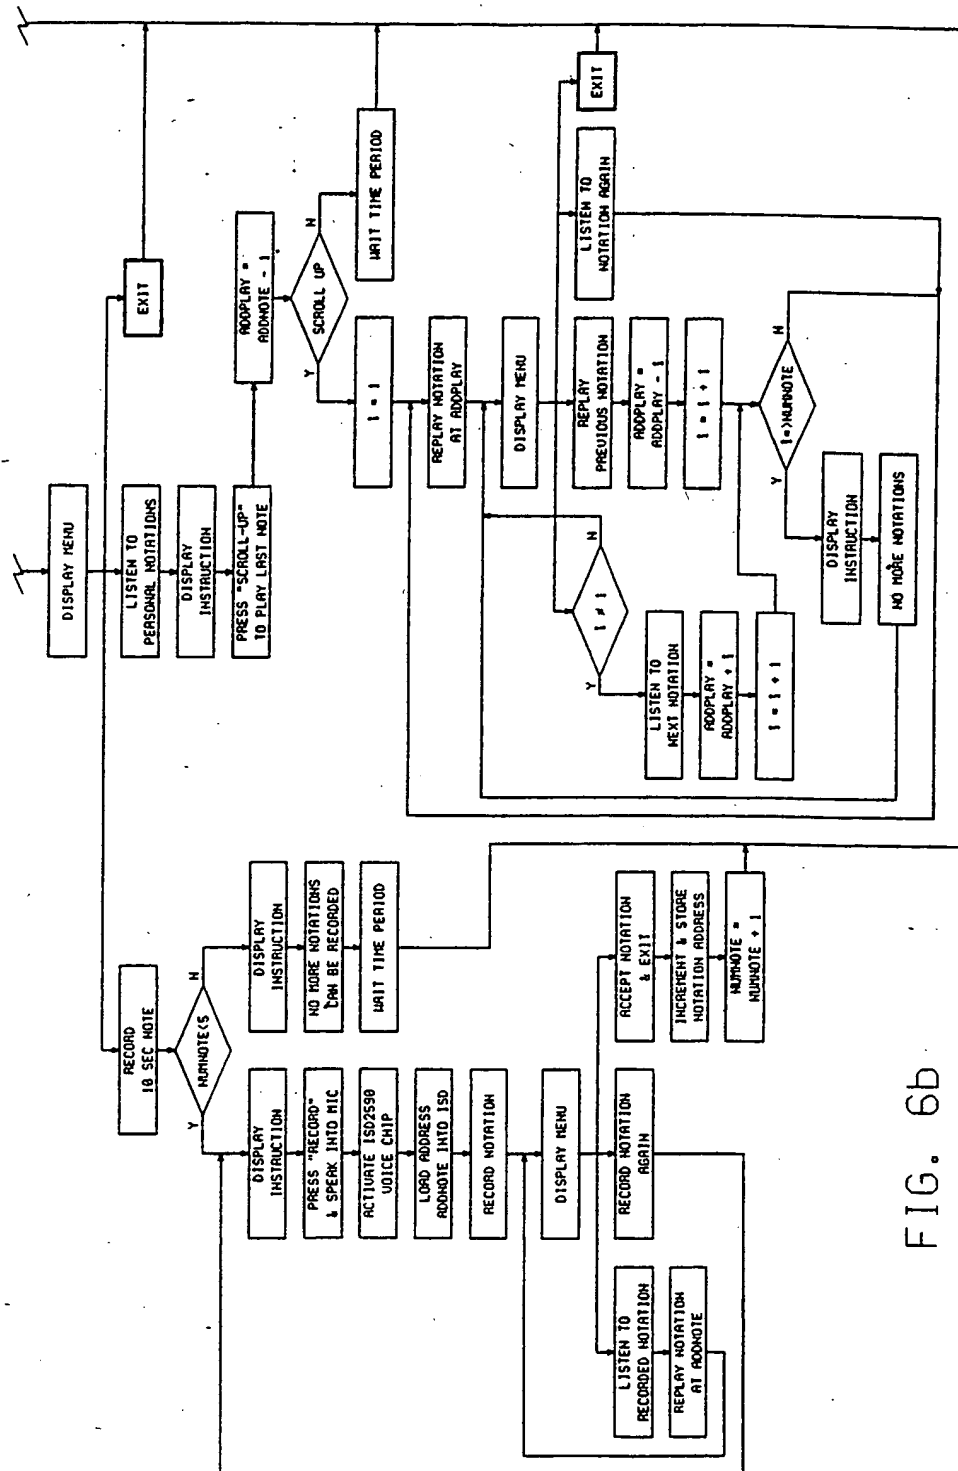 DISPLAY MENU
RECORD
10 SEC NOTE
LISTEN TO
PERSONAL NOTATIONS
EXIT
NUMNOTE<5
Y
N
DISPLAY
INSTRUCTION
PRESS "SCROLL-UP"
TO PLAY LAST NOTE
ADDPLAY =
ADDNOTE - 1
SCROLL UP
Y
N
WAIT TIME PERIOD
DISPLAY
INSTRUCTION
PRESS "RECORD"
& SPEAK INTO MIC
ACTIVATE ISD2590
VOICE CHIP
LOAD ADDRESS
ADDNOTE INTO ISD
RECORD NOTATION
DISPLAY MENU
DISPLAY
INSTRUCTION
NO MORE NOTATIONS
CAN BE RECORDED
WAIT TIME PERIOD
LISTEN TO
RECORDED NOTATION
REPLAY NOTATION
AT ADDNOTE
RECORD NOTATION
AGAIN
ACCEPT NOTATION
& EXIT
INCREMENT & STORE
NOTATION ADDRESS
NUMNOTE =
NUMNOTE + 1
I = 1
REPLAY NOTATION
AT ADDPLAY
DISPLAY MENU
I ≠ 1
Y
N
LISTEN TO
NEXT NOTATION
ADDPLAY =
ADDPLAY + 1
I = I + 1
REPLAY
PREVIOUS NOTATION
ADDPLAY =
ADDPLAY - 1
I = I + 1
LISTEN TO
NOTATION AGAIN
EXIT
I=>NUMNOTE
Y
N
DISPLAY
INSTRUCTION
NO MORE NOTATIONS
FIG. 6b